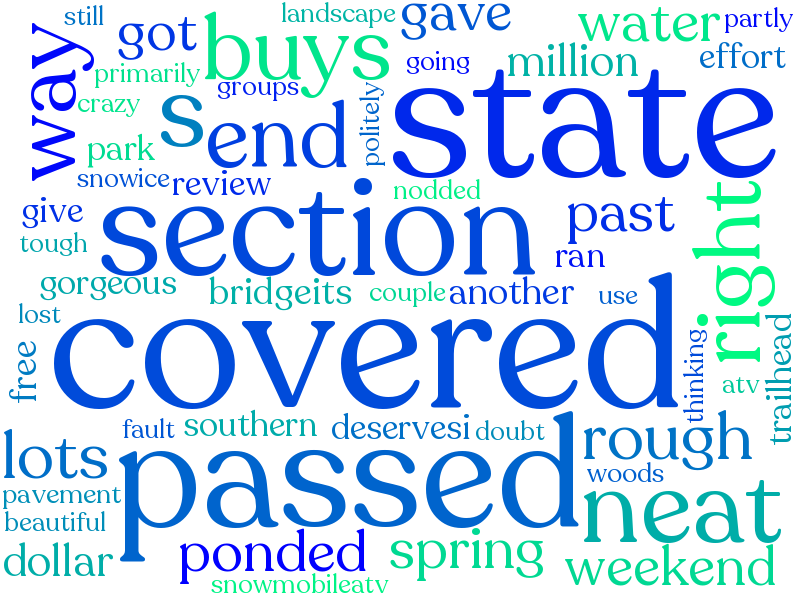 still
landscape
gave
water
partly
way
got
buys
going
million
effort
primarily
groups
state
crazy
s
end
politely
park
snowice
review
nodded
right
give
section
past
tough
ran
gorgeous
bridgeits
couple
another
use
lost
covered
free
thinking
trailhead
atv
fault
southern
deservesi
doubt
rough
lots
passed
woods
pavement
neat
beautiful
dollar
ponded
spring
weekend
snowmobileatv